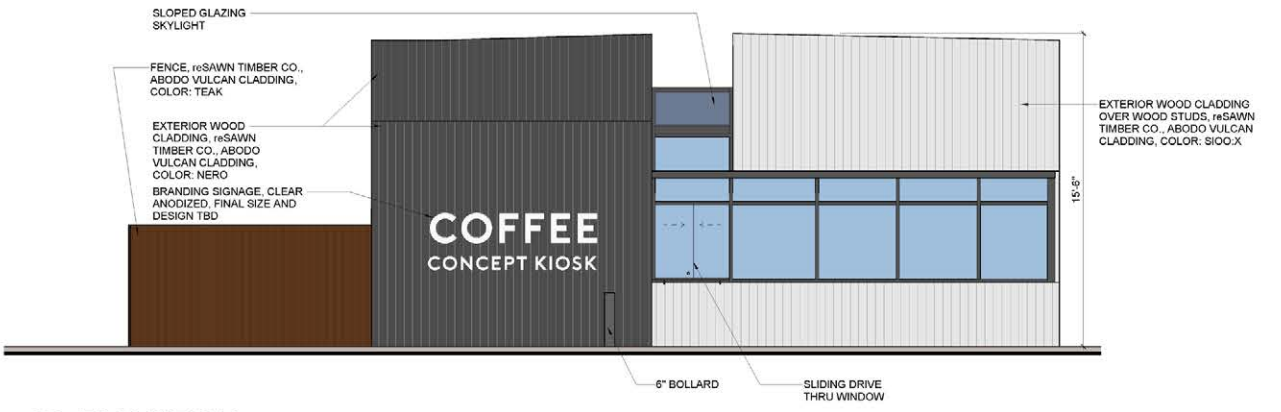 SLOPED GLAZING
SKYLIGHT
FENCE, reSAWN TIMBER CO.,
ABODO VULCAN CLADDING,
COLOR: TEAK
EXTERIOR WOOD
CLADDING, reSAWN
TIMBER CO., ABODO
VULCAN CLADDING,
COLOR: NERO
BRANDING SIGNAGE, CLEAR
ANODIZED, FINAL SIZE AND
DESIGN TBD
COFFEE
CONCEPT KIOSK
EXTERIOR WOOD CLADDING
OVER WOOD STUDS, reSAWN
TIMBER CO., ABODO VULCAN
CLADDING, COLOR: SIOO:X
15'-6"
6" BOLLARD
SLIDING DRIVE
THRU WINDOW